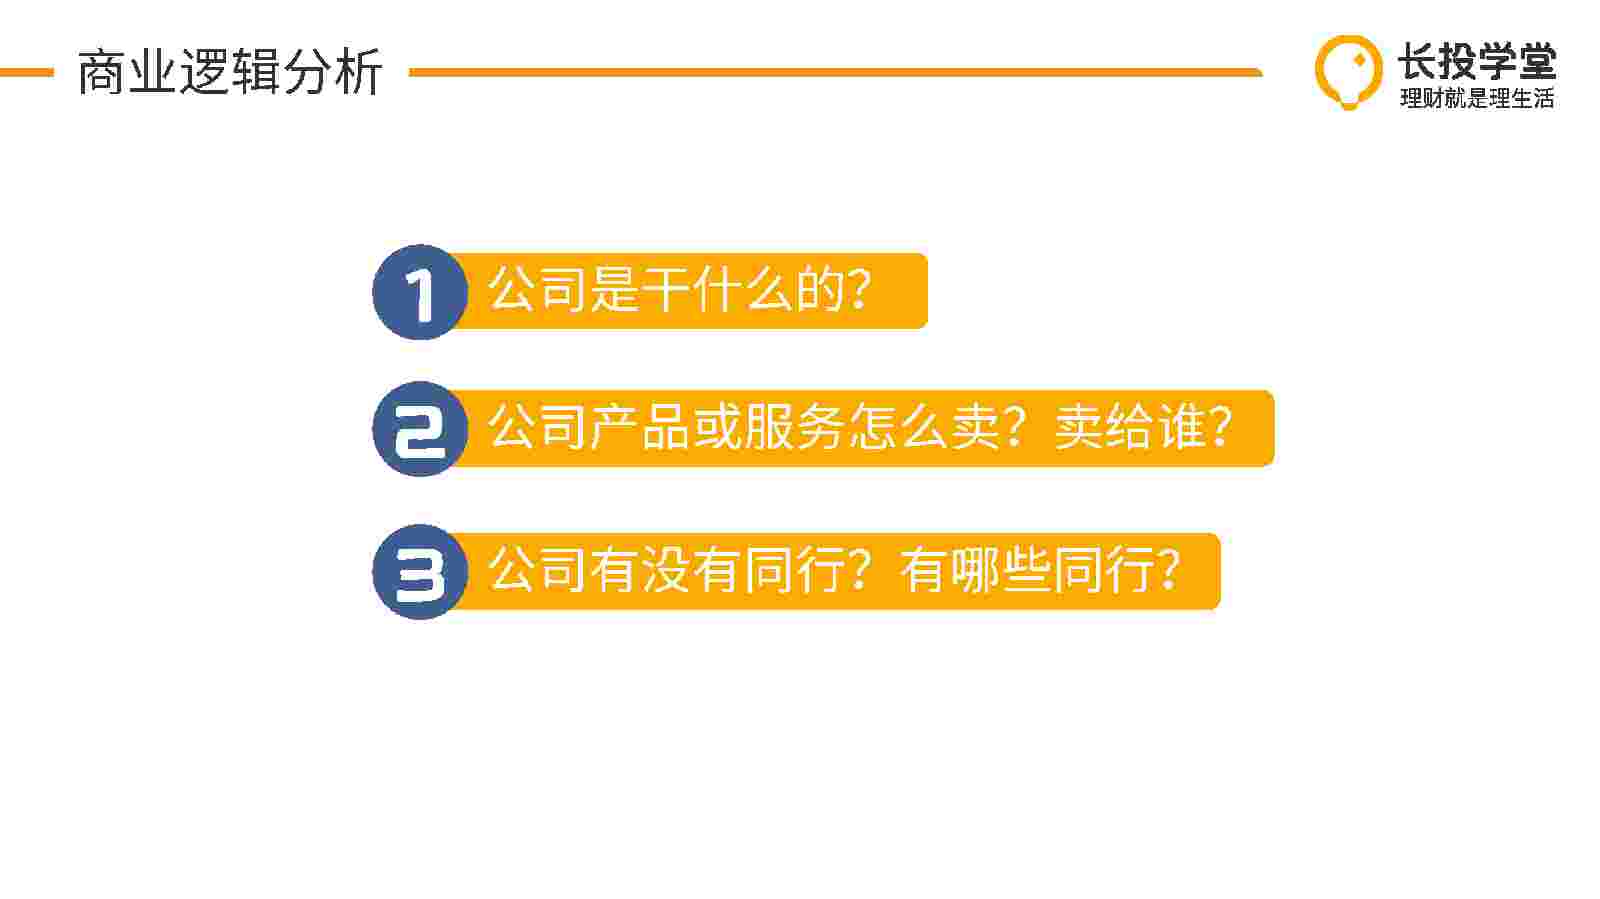 商业逻辑分析
长投学堂
理财就是理生活
1 公司是干什么的？
2 公司产品或服务怎么卖？卖给谁？
3 公司有没有同行？有哪些同行？